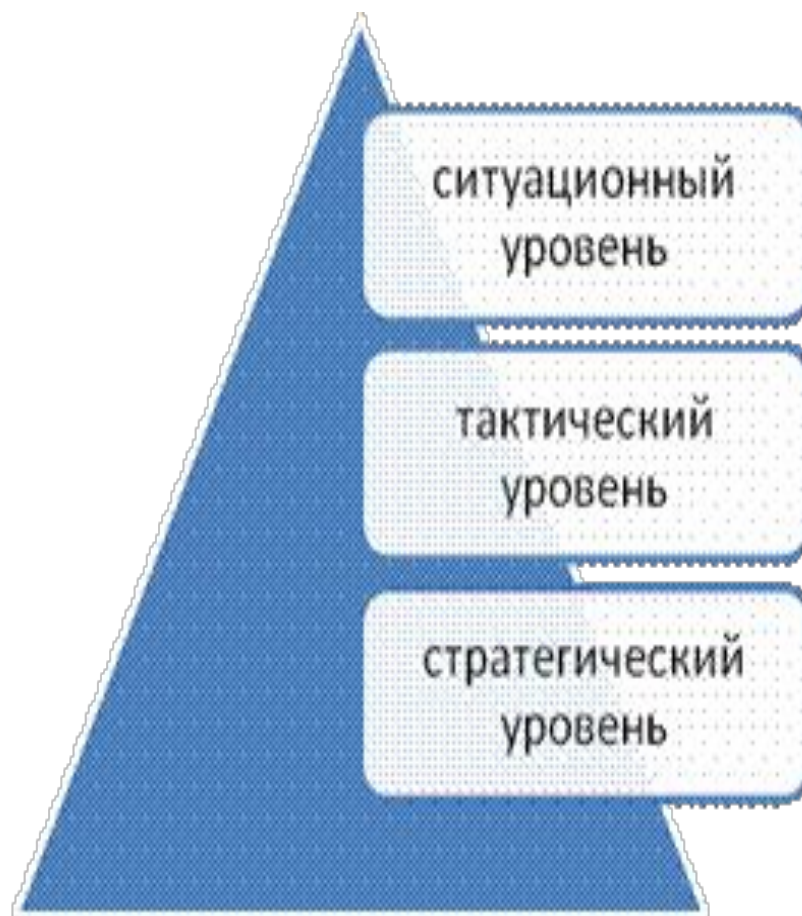 ситуационный
уровень
тактический
уровень
стратегический
уровень